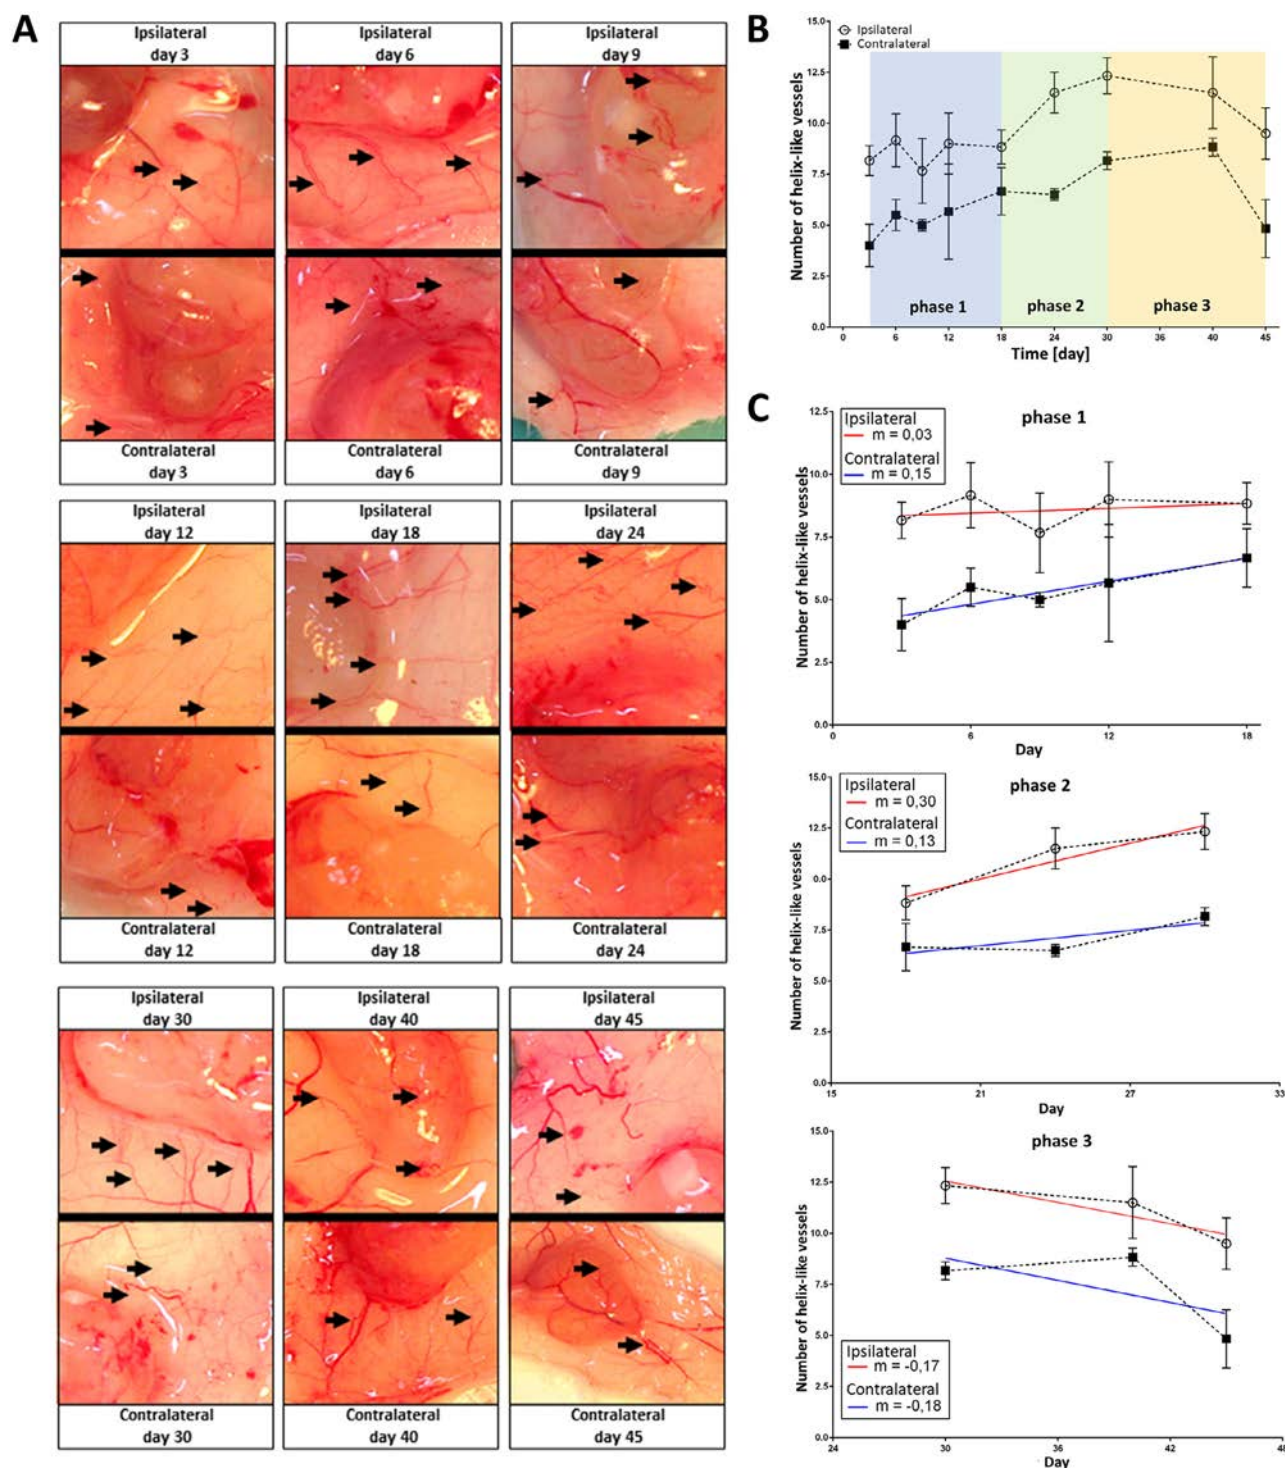 A
Ipsilateral
day 3
Ipsilateral
day 6
Ipsilateral
day 9
Contralateral
day 3
Contralateral
day 6
Contralateral
day 9
Ipsilateral
day 12
Ipsilateral
day 18
Ipsilateral
day 24
Contralateral
day 12
Contralateral
day 18
Contralateral
day 24
Ipsilateral
day 30
Ipsilateral
day 40
Ipsilateral
day 45
Contralateral
day 30
Contralateral
day 40
Contralateral
day 45
B
Ipsilateral
Contralateral
Number of helix-like vessels
15.0
12.5
10.0
7.5
5.0
2.5
0.0
phase 1
phase 2
phase 3
0 6 12 18 24 30 36 40 45
Time [day]
C
phase 1
Ipsilateral
m = 0,03
Contralateral
m = 0,15
Number of helix-like vessels
12.5
10.0
7.5
5.0
2.5
0.0
0 6 12 18
Day
phase 2
Ipsilateral
m = 0,30
Contralateral
m = 0,13
Number of helix-like vessels
15.0
12.5
0.0
7.5
5.0
2.5
0.0
15 21 27 33
Day
phase 3
Number of helix-like vessels
15.0
12.5
10.0
7.5
5.0
2.5
0.0
Ipsilateral
m = -0,17
Contralateral
m = -0,18
24 30 36 42 48
Day